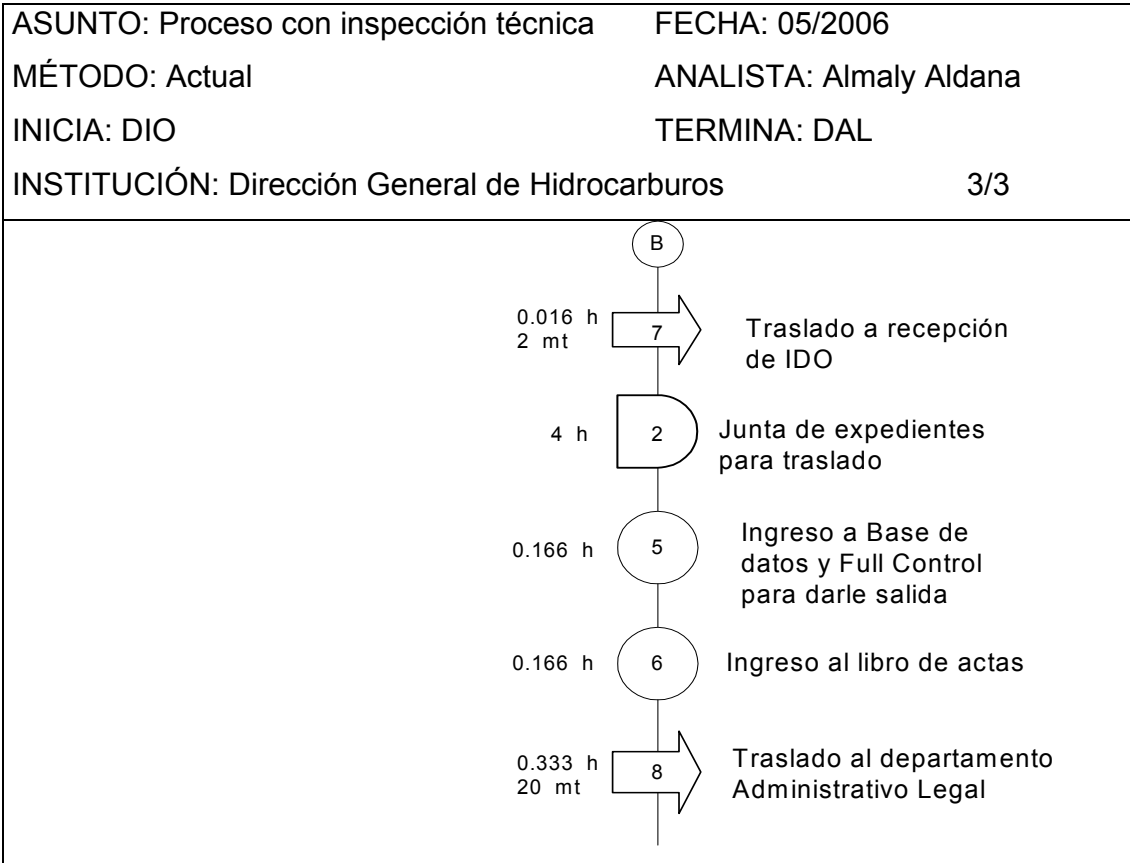 ASUNTO: Proceso con inspección técnica FECHA: 05/2006
MÉTODO: Actual ANALISTA: Almaly Aldana
INICIA: DIO TERMINA: DAL
INSTITUCIÓN: Dirección General de Hidrocarburos 3/3
B
0.016 h
2 mt
7
Traslado a recepción
de IDO
4 h
2
Junta de expedientes
para traslado
0.166 h
5
Ingreso a Base de
datos y Full Control
para darle salida
0.166 h
6
Ingreso al libro de actas
0.333 h
20 mt
8
Traslado al departamento
Administrativo Legal